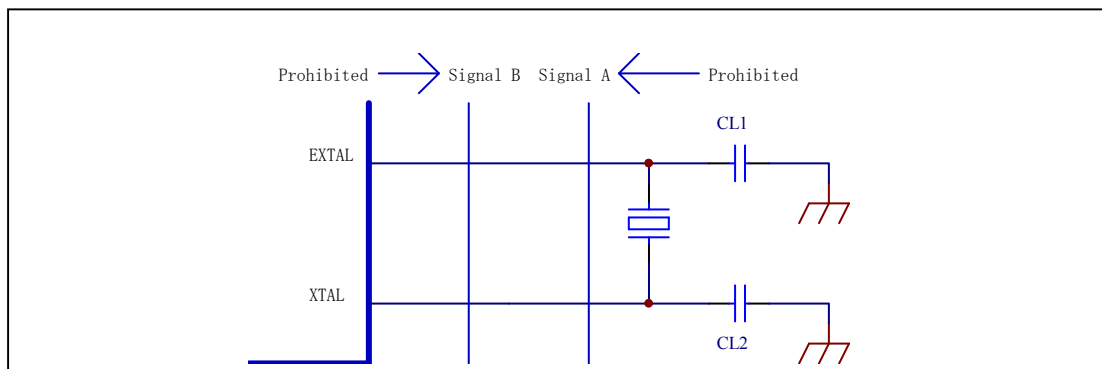 Prohibited Signal B Signal A Prohibited
CL1
EXTAL
XTAL
CL2